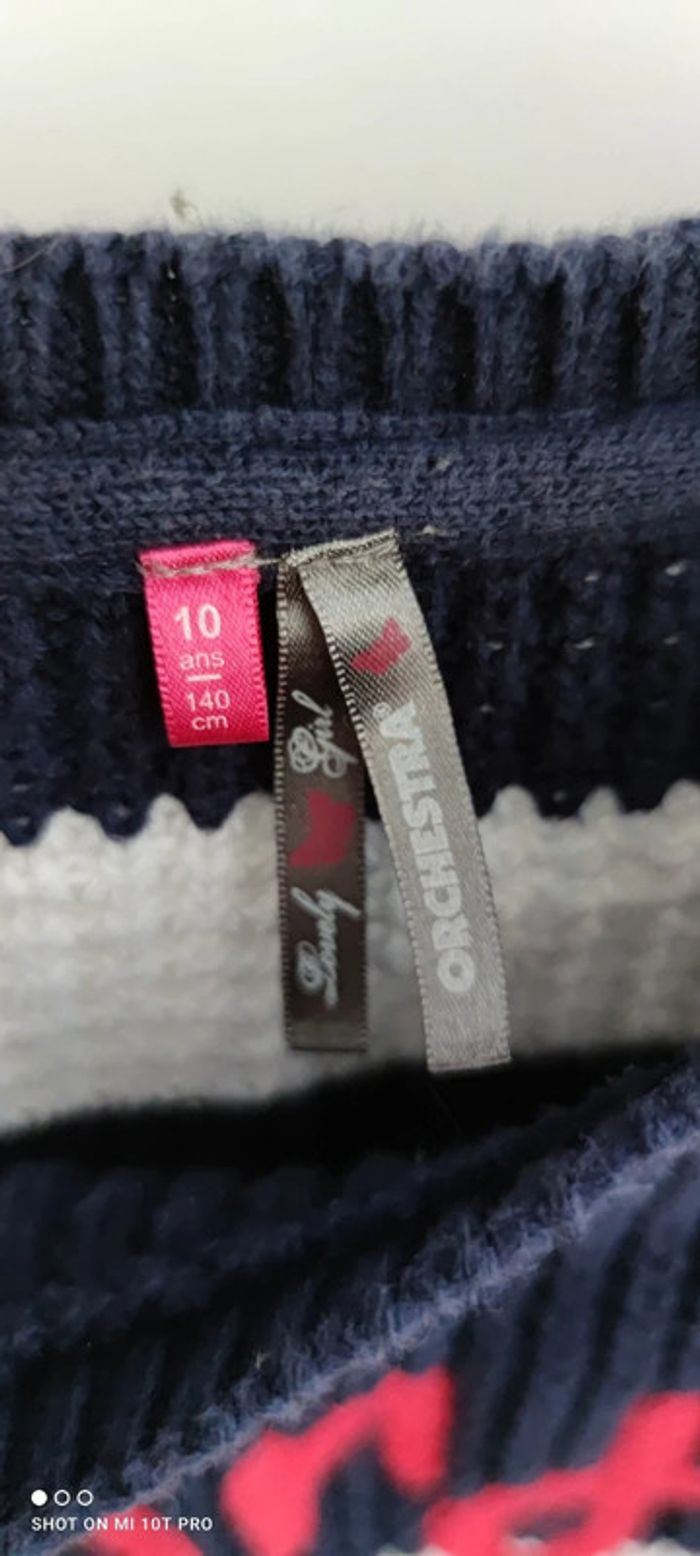 10
ans
140
cm
Lovely Girl
ORCHESTRA
SHOT ON MI 10T PRO